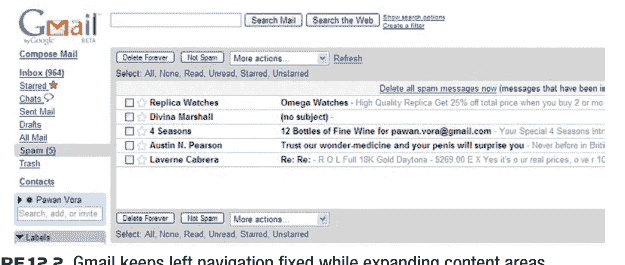 Gmail
by Google BETA
Search Mail
Search the Web
Show search options
Create a filter
Compose Mail
Inbox (964)
Starred
Chats
Sent Mail
Drafts
All Mail
Spam (5)
Trash
Contacts
Pawan Vora
Search, add, or invite
Labels
Delete Forever
Not Spam
More actions...
Refresh
Select: All, None, Read, Unread, Starred, Unstarred
Delete all spam messages now (messages that have been in
Replica Watches Omega Watches - High Quality Replica Get 25% off total price when you buy 2 or mo
Divina Marshall (no subject) -
4 Seasons 12 Bottles of Fine Wine for pawan.vora@gmail.com - Your Special 4 Seasons Intr
Austin N. Pearson Trust our wonder-medicine and your penis will surprise you - Never before in Briti
Laverne Cabrera Re: Re: - R O L Full 18K Gold Daytona - $269.00 E X Yet it's o ur real prices, o ve r 10
Delete Forever
Not Spam
More actions...
Select: All, None, Read, Unread, Starred, Unstarred
RE 12.2 Gmail keeps left navigation fixed while expanding content areas